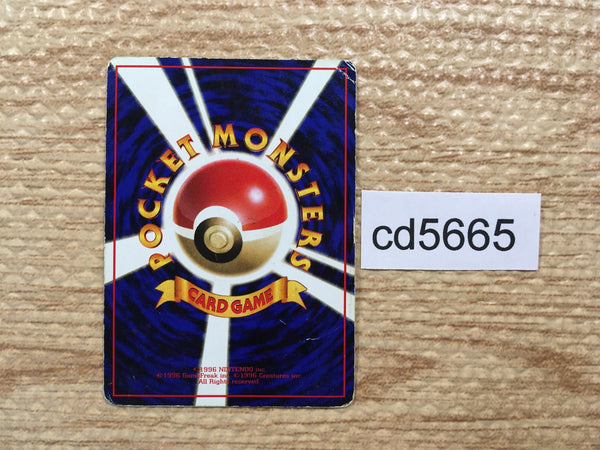 POCKET MONSTERS
CARD GAME
©1996 NINTENDO inc.
©1996 GameFreak inc. ©1996 Creatures inc.
All Rights reserved.
cd5665